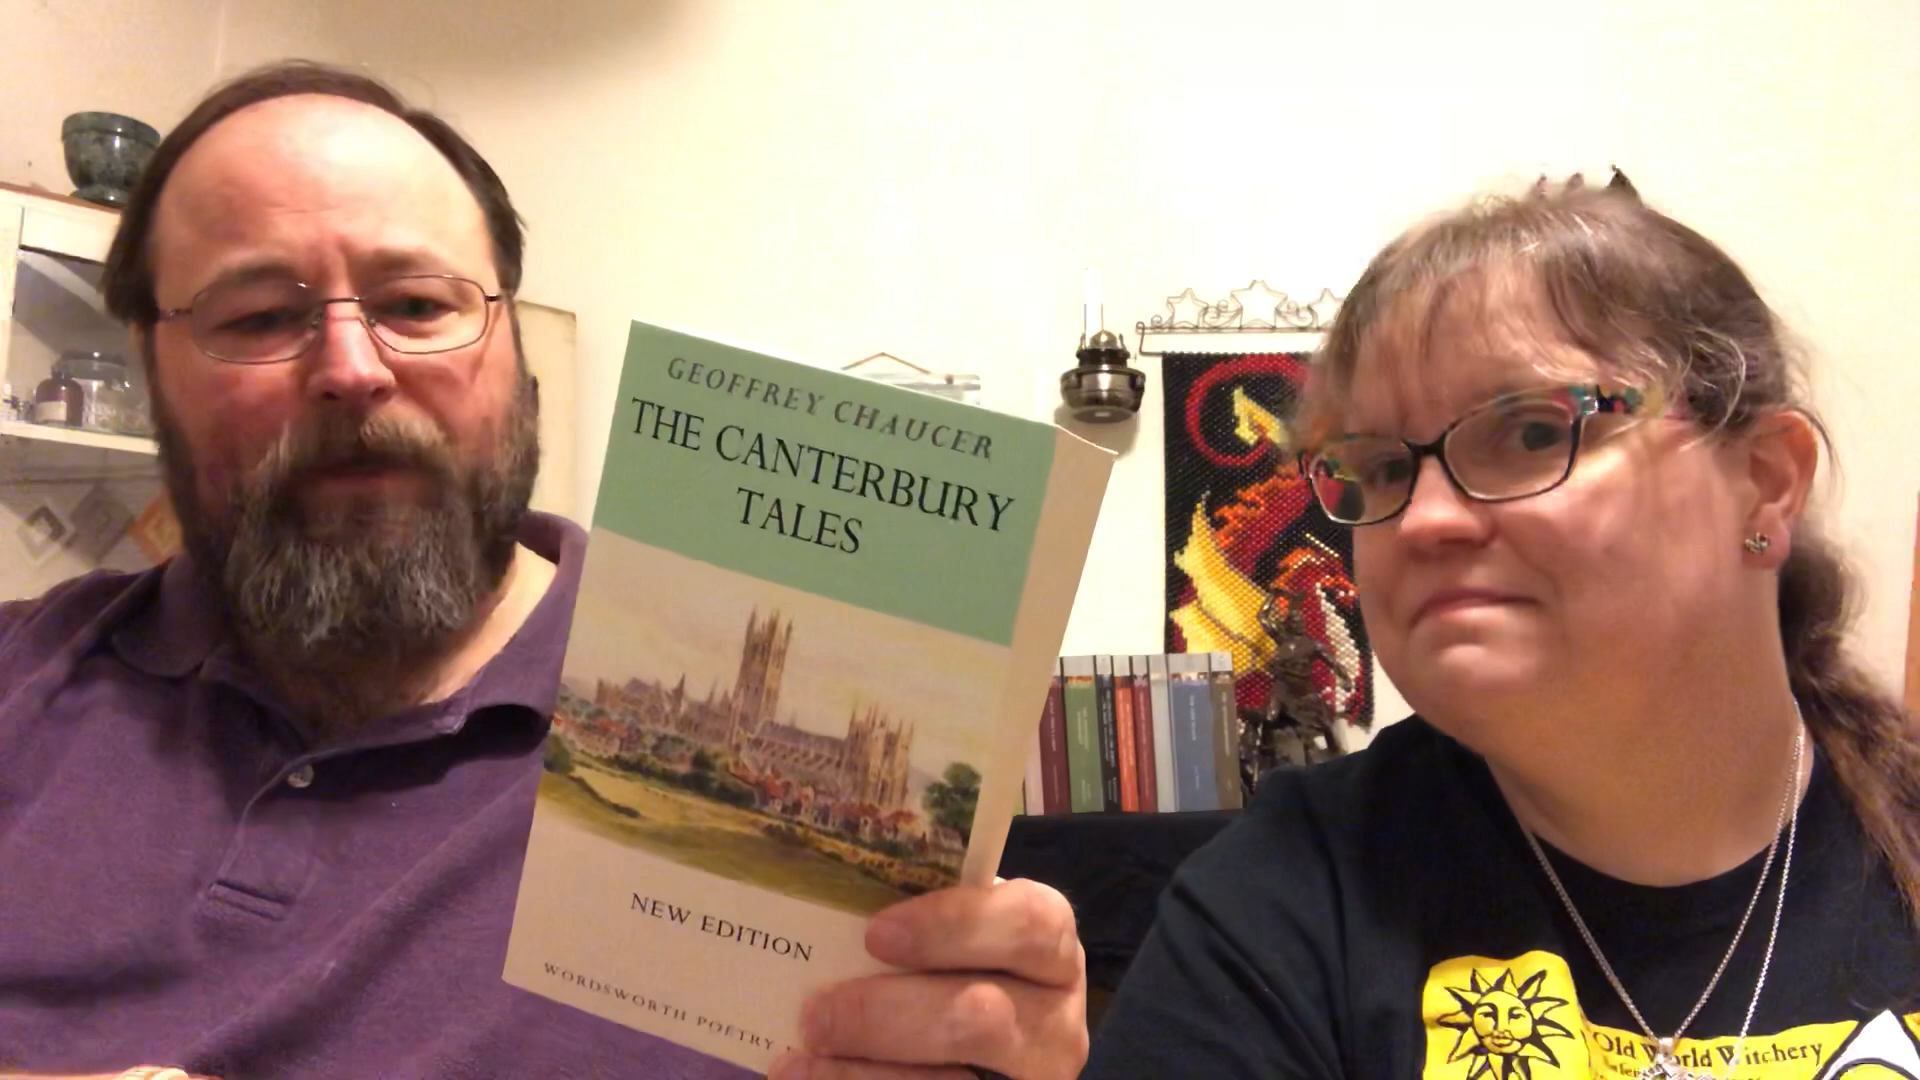 GEOFFREY CHAUCER
THE CANTERBURY
TALES
NEW EDITION
WORDSWORTH POETRY
Old World Witchery